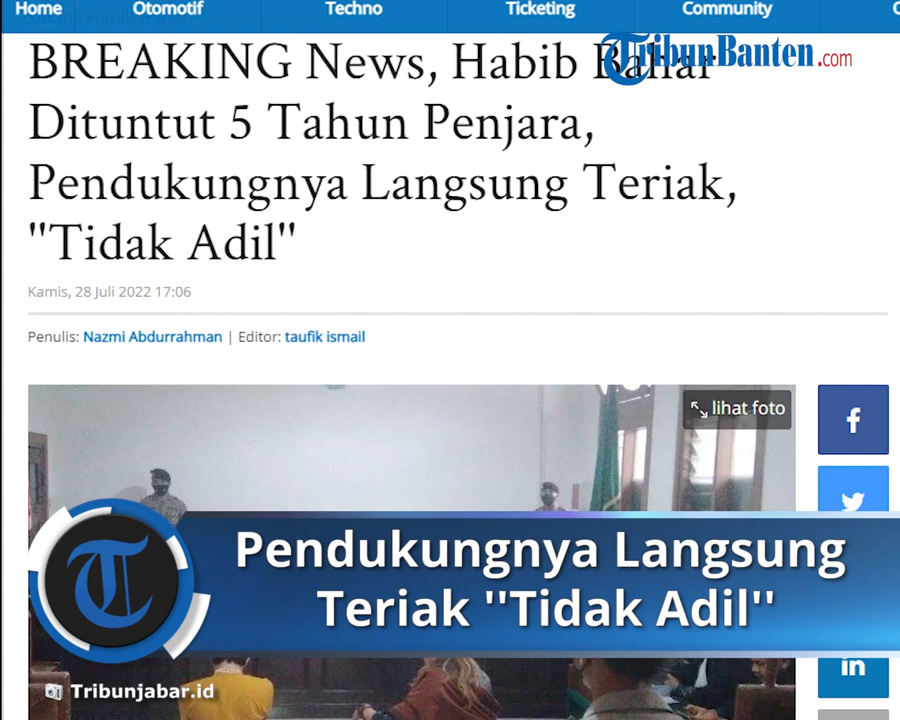 Home Otomotif Techno Ticketing Community
BREAKING News, Habib Bahar
TribunBanten.com
Dituntut 5 Tahun Penjara,
Pendukungnya Langsung Teriak,
"Tidak Adil"
Kamis, 28 Juli 2022 17:06
Penulis: Nazmi Abdurrahman | Editor: taufik ismail
lihat foto
f
Pendukungnya Langsung
Teriak "Tidak Adil"
in
Tribunjabar.id